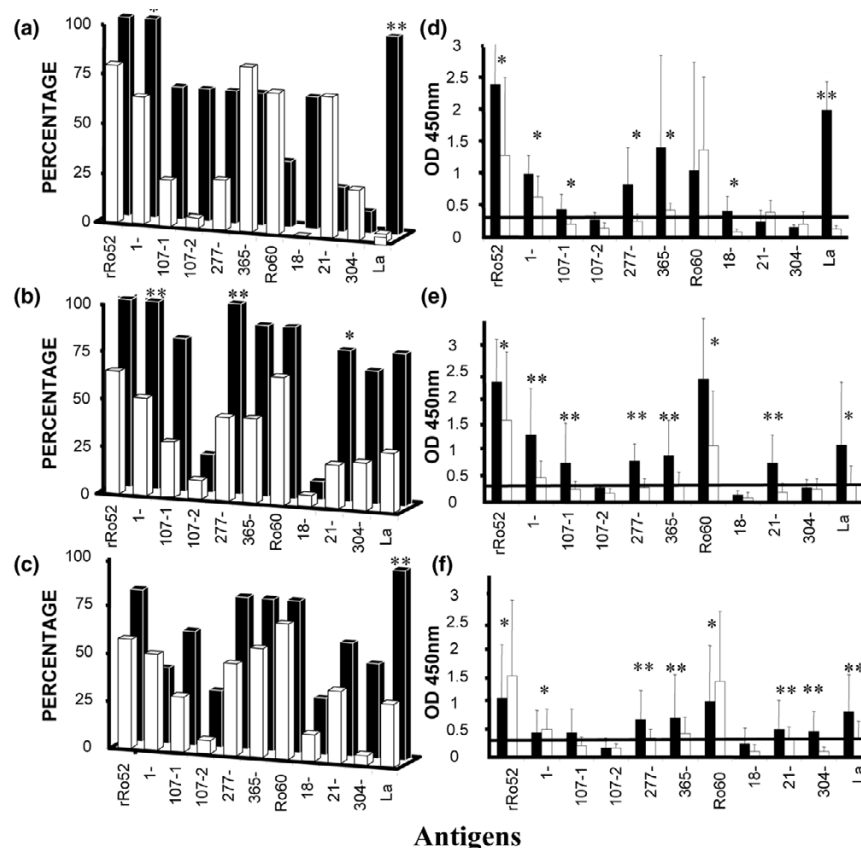 (a)
PERCENTAGE
100
75
50
25
0
*
**
rRo52 1- 107-1 107-2 277- 365- Ro60 18- 21- 304- La
(d)
OD 450nm
3
2.5
2
1.5
1
0.5
0
* * * * * * **
rRo52 1- 107-1 107-2 277- 365- Ro60 18- 21- 304- La
(b)
PERCENTAGE
100
75
50
25
0
** ** *
rRo52 1- 107-1 107-2 277- 365- Ro60 18- 21- 304- La
(e)
OD 450nm
3
2.5
2
1.5
1
0.5
0
* ** ** ** ** * ** *
rRo52 1- 107-1 107-2 277- 365- Ro60 18- 21- 304- La
(c)
PERCENTAGE
100
75
50
25
0
**
rRo52 1- 107-1 107-2 277- 365- Ro60 18- 21- 304- La
(f)
OD 450nm
3
2.5
2
1.5
1
0.5
0
* * ** ** * ** ** **
rRo52 1- 107-1 107-2 277- 365- Ro60 18- 21- 304- La
Antigens